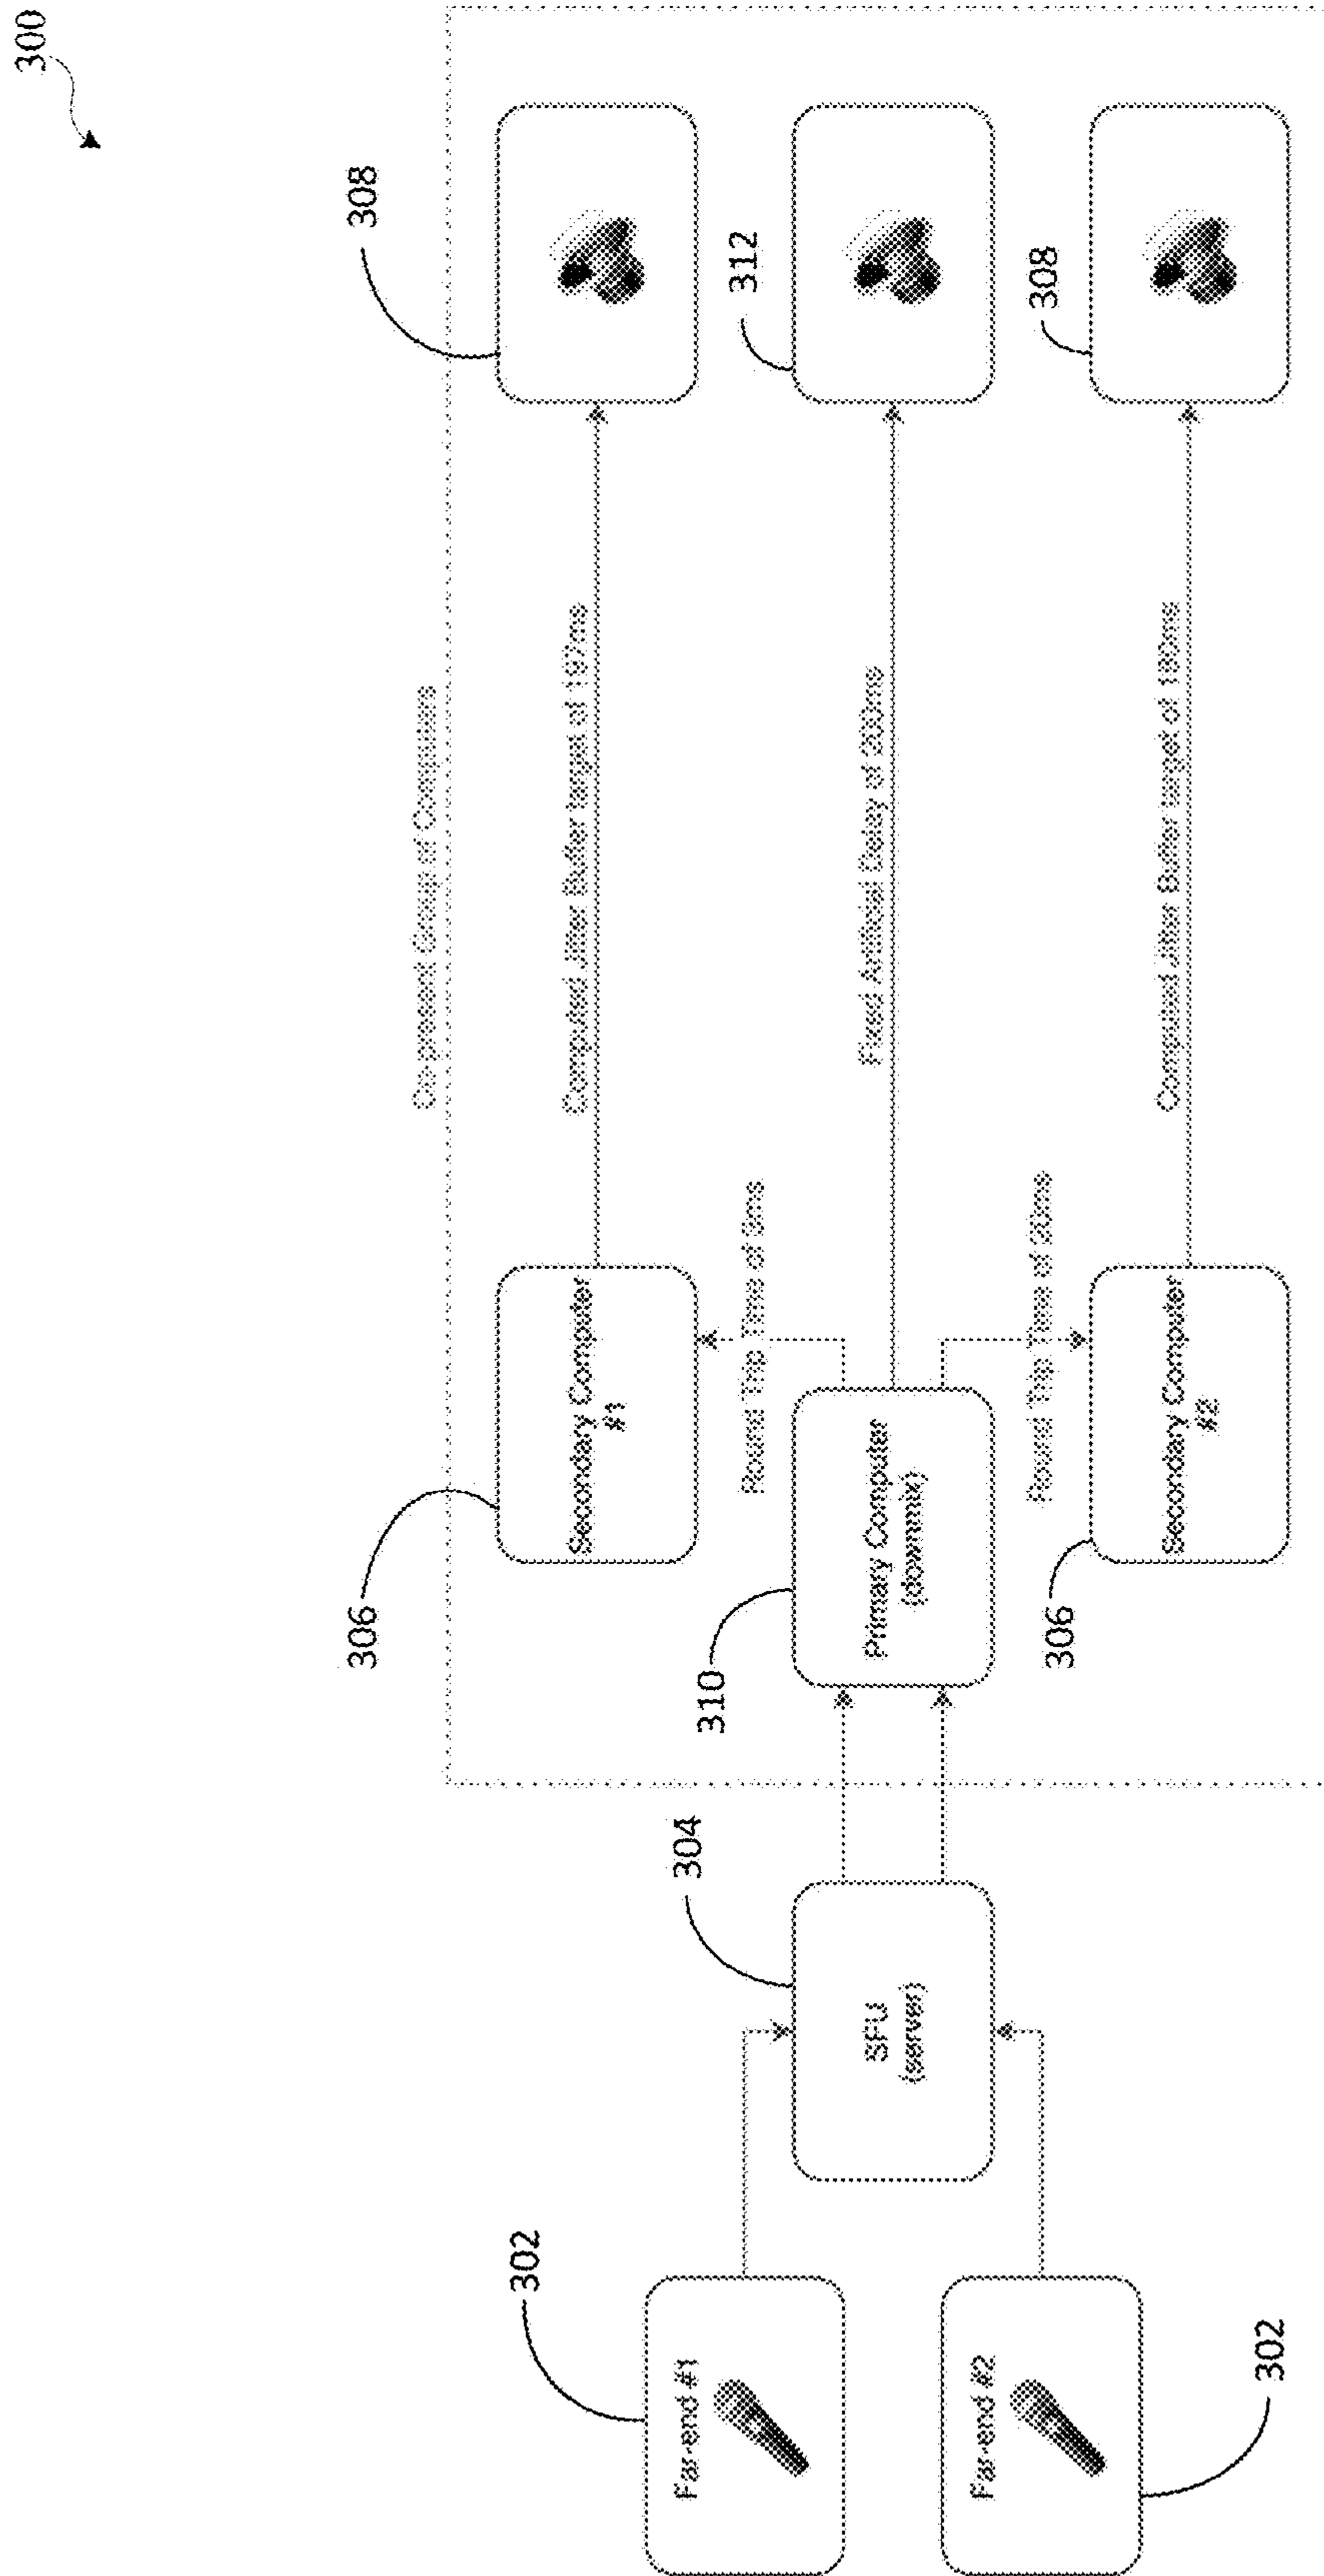 300
Co-present Group of Computers
306
Secondary Computer
#1
Computed Jitter Buffer target of 197ms
308
Round Trip Time of 6ms
302
Far-end #1
304
SFU
(server)
310
Primary Computer
(downmix)
Fixed Artificial Delay of 200ms
312
Round Trip Time of 20ms
Far-end #2
302
306
Secondary Computer
#2
Computed Jitter Buffer target of
308